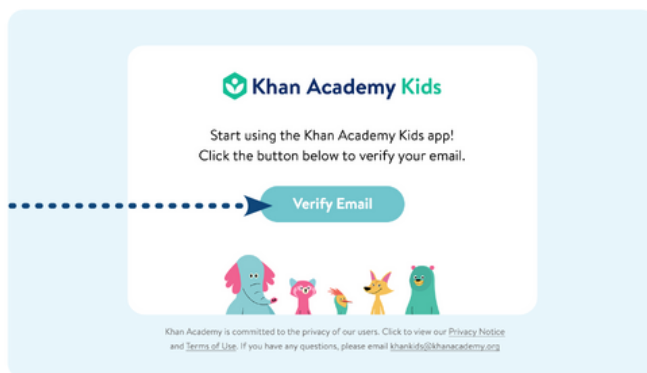 Khan Academy Kids
Start using the Khan Academy Kids app!
Click the button below to verify your email.
Verify Email
Khan Academy is committed to the privacy of our users. Click to view our Privacy Notice
and Terms of Use. If you have any questions, please email khankids@khanacademy.org